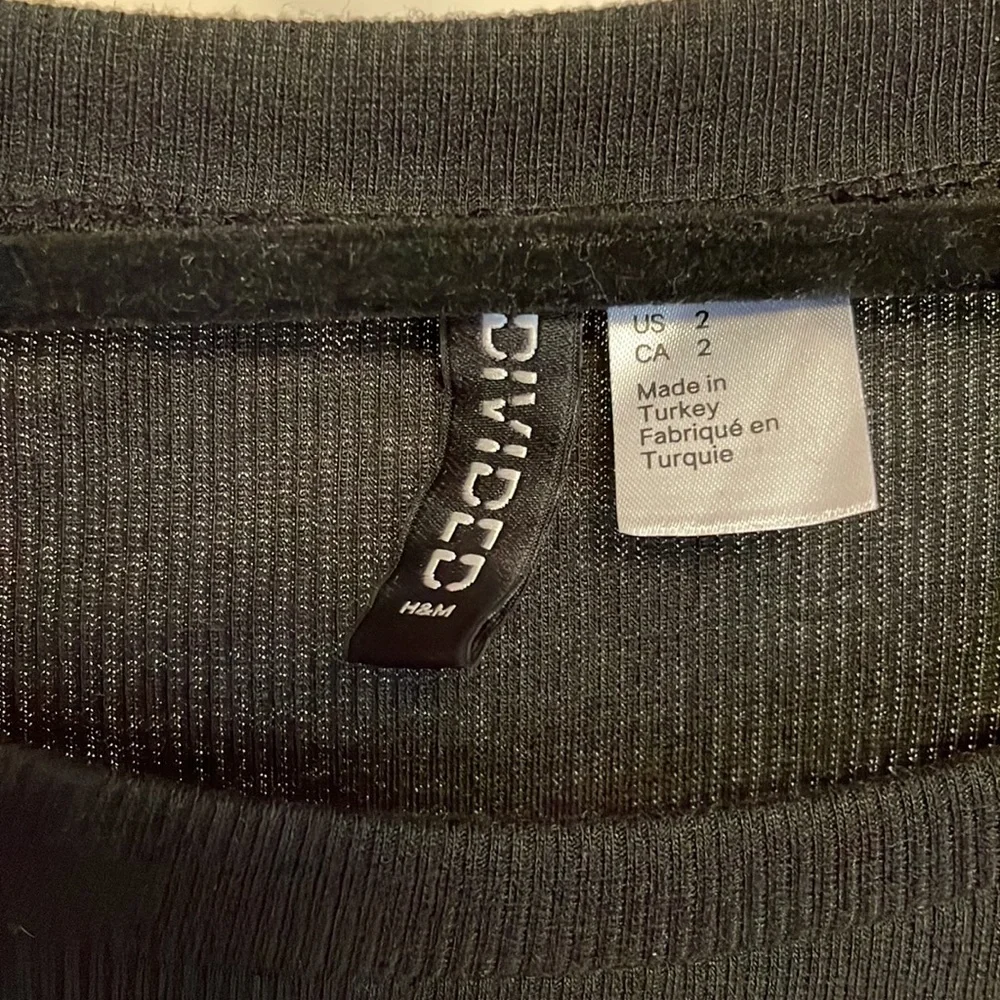 DIVIDED
H&M
US 2
CA 2
Made in
Turkey
Fabriqué en
Turquie